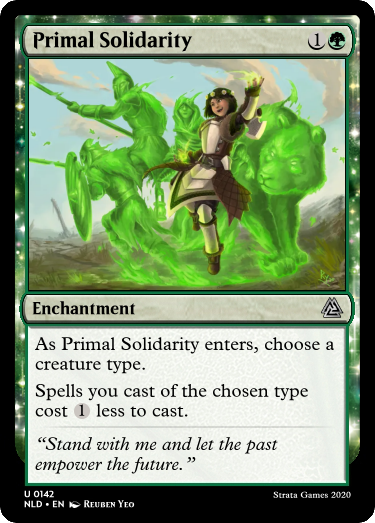 Primal Solidarity 1
Enchantment
As Primal Solidarity enters, choose a
creature type.
Spells you cast of the chosen type
cost 1 less to cast.
“Stand with me and let the past
empower the future.”
U 0142
NLD • EN Reuben Yeo
Strata Games 2020